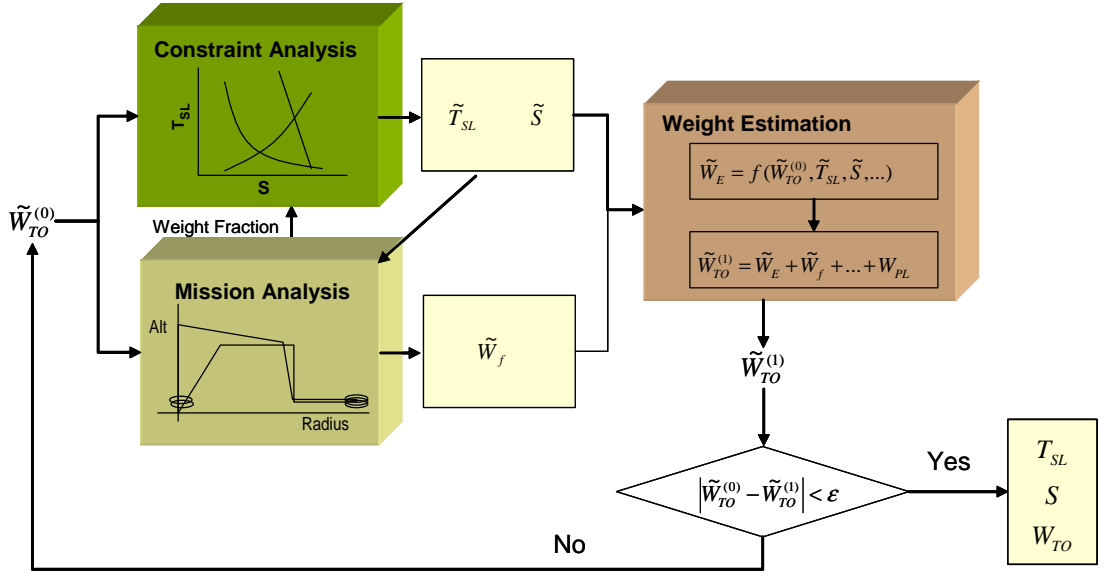 Constraint Analysis
T_SL
S
T̃_SL S̃
Weight Estimation
W̃_E = f(W̃_TO^(0), T̃_SL, S̃,...)
W̃_TO^(1) = W̃_E + W̃_f + ... + W_PL
W̃_TO^(0)
Weight Fraction
Mission Analysis
Alt
Radius
W̃_f
W̃_TO^(1)
|W̃_TO^(0) − W̃_TO^(1)| < ε
Yes
No
T_SL
S
W_TO